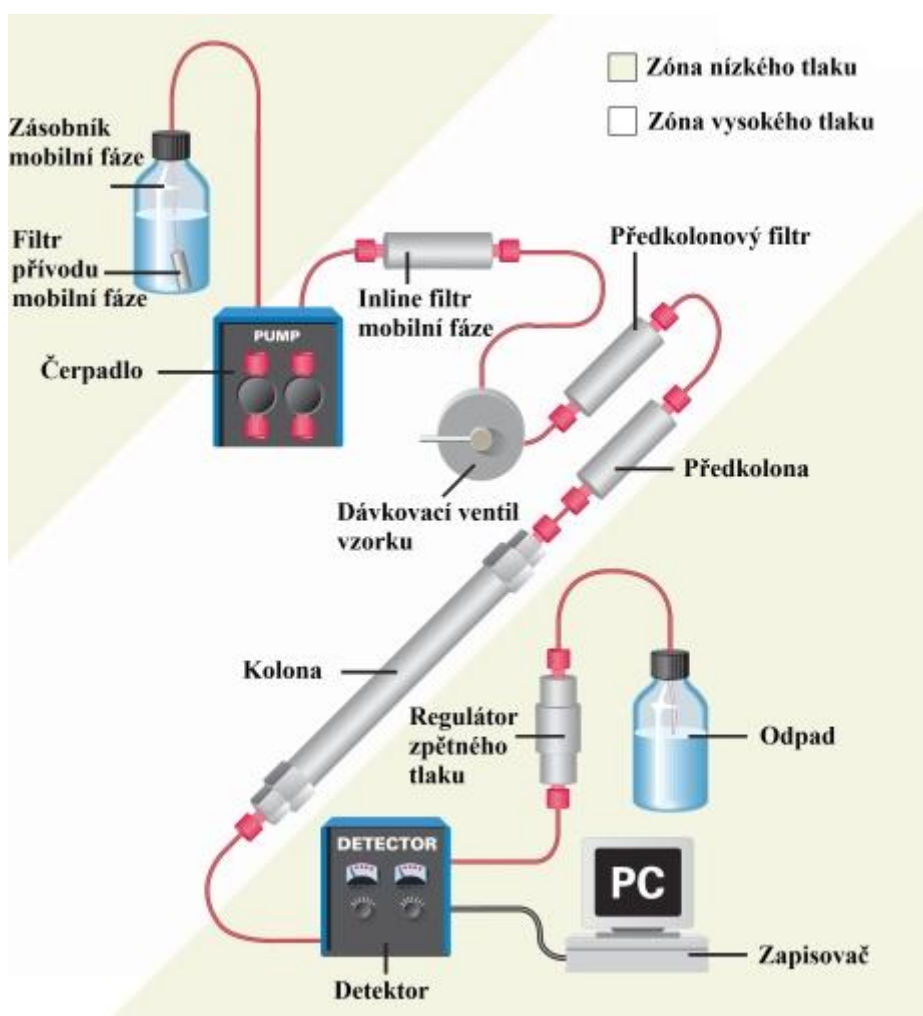 Zóna nízkého tlaku
Zóna vysokého tlaku
Zásobník
mobilní fáze
Filtr
přívodu
mobilní fáze
Předkolonový filtr
Inline filtr
mobilní fáze
PUMP
Čerpadlo
Předkolona
Dávkovací ventil
vzorku
Kolona
Regulátor
zpětného
tlaku
Odpad
DETECTOR
PC
Zapisovač
Detektor